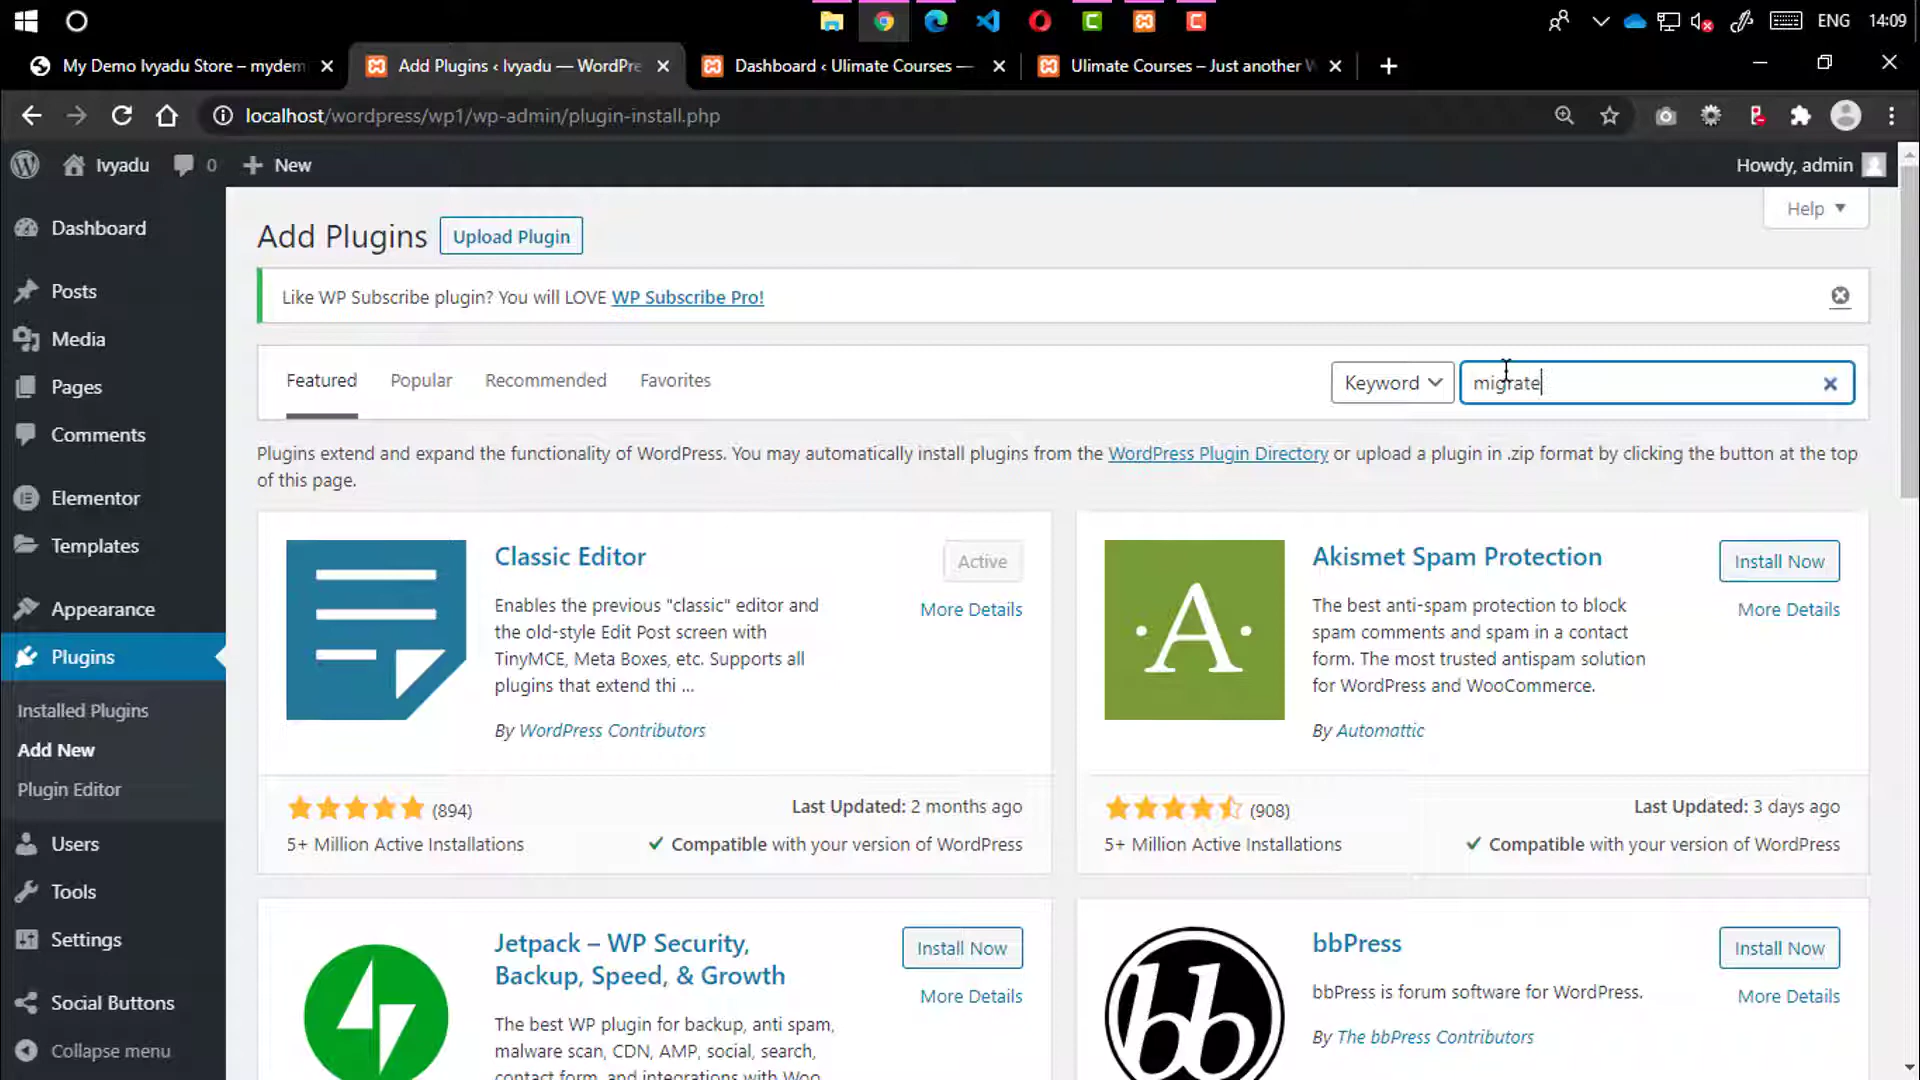 ENG 14:09
My Demo Ivyadu Store – mydem
Add Plugins ‹ Ivyadu — WordPre
Dashboard ‹ Ulimate Courses —
Ulimate Courses – Just another W
localhost/wordpress/wp1/wp-admin/plugin-install.php
Ivyadu 0 New
Howdy, admin
Dashboard
Posts
Media
Pages
Comments
Elementor
Templates
Appearance
Plugins
Installed Plugins
Add New
Plugin Editor
Users
Tools
Settings
Social Buttons
Collapse menu
Help
Add Plugins Upload Plugin
Like WP Subscribe plugin? You will LOVE WP Subscribe Pro!
Featured Popular Recommended Favorites Keyword migrate
Plugins extend and expand the functionality of WordPress. You may automatically install plugins from the WordPress Plugin Directory or upload a plugin in .zip format by clicking the button at the top
of this page.
Classic Editor
Active
More Details
Enables the previous "classic" editor and
the old-style Edit Post screen with
TinyMCE, Meta Boxes, etc. Supports all
plugins that extend thi ...
By WordPress Contributors
(894)
Last Updated: 2 months ago
5+ Million Active Installations
Compatible with your version of WordPress
A
Akismet Spam Protection
Install Now
More Details
The best anti-spam protection to block
spam comments and spam in a contact
form. The most trusted antispam solution
for WordPress and WooCommerce.
By Automattic
(908)
Last Updated: 3 days ago
5+ Million Active Installations
Compatible with your version of WordPress
Jetpack – WP Security,
Backup, Speed, & Growth
Install Now
More Details
The best WP plugin for backup, anti spam,
malware scan, CDN, AMP, social, search,
contact form, and integrations with Woo
bb
bbPress
Install Now
More Details
bbPress is forum software for WordPress.
By The bbPress Contributors